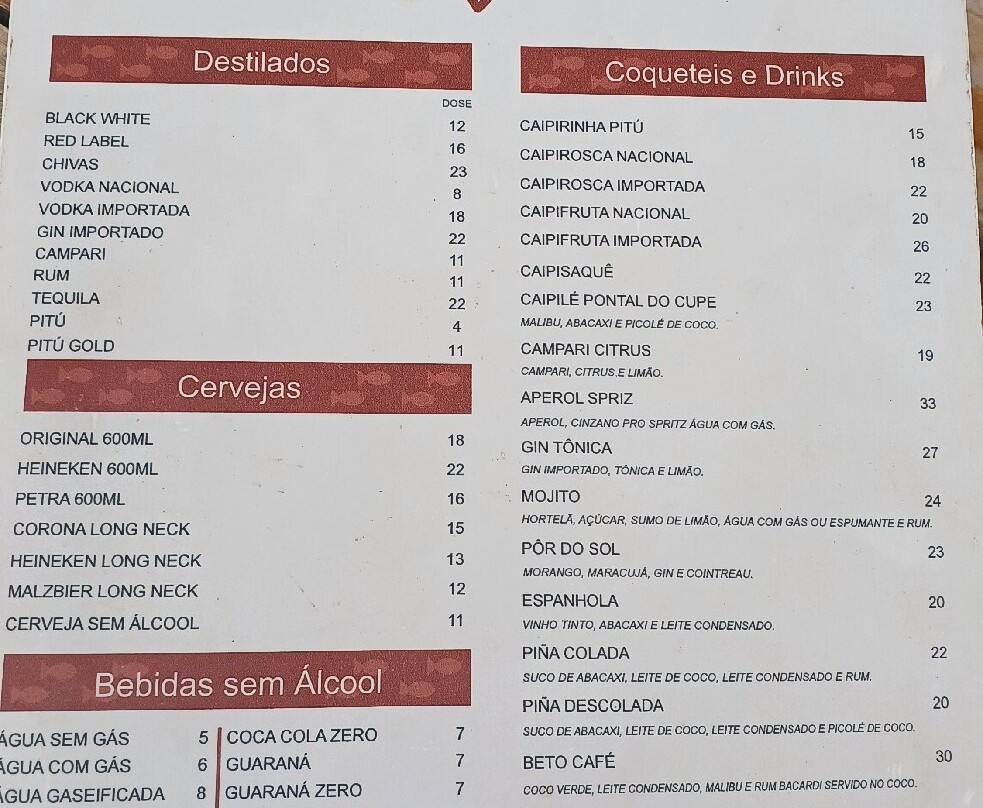 Destilados
DOSE
BLACK WHITE 12
RED LABEL 16
CHIVAS 23
VODKA NACIONAL 8
VODKA IMPORTADA 18
GIN IMPORTADO 22
CAMPARI 11
RUM 11
TEQUILA 22
PITÚ 4
PITÚ GOLD 11
Cervejas
ORIGINAL 600ML 18
HEINEKEN 600ML 22
PETRA 600ML 16
CORONA LONG NECK 15
HEINEKEN LONG NECK 13
MALZBIER LONG NECK 12
CERVEJA SEM ÁLCOOL 11
Bebidas sem Álcool
ÁGUA SEM GÁS 5
ÁGUA COM GÁS 6
ÁGUA GASEIFICADA 8
COCA COLA ZERO 7
GUARANÁ 7
GUARANÁ ZERO 7
Coqueteis e Drinks
CAIPIRINHA PITÚ 15
CAIPIROSCA NACIONAL 18
CAIPIROSCA IMPORTADA 22
CAIPIFRUTA NACIONAL 20
CAIPIFRUTA IMPORTADA 26
CAIPISAQUÊ 22
CAIPILÉ PONTAL DO CUPE 23
MALIBU, ABACAXI E PICOLÉ DE COCO.
CAMPARI CITRUS 19
CAMPARI, CITRUS E LIMÃO.
APEROL SPRIZ 33
APEROL, CINZANO PRO SPRITZ ÁGUA COM GÁS.
GIN TÔNICA 27
GIN IMPORTADO, TÔNICA E LIMÃO.
MOJITO 24
HORTELÃ, AÇÚCAR, SUMO DE LIMÃO, ÁGUA COM GÁS OU ESPUMANTE E RUM.
PÔR DO SOL 23
MORANGO, MARACUJÁ, GIN E COINTREAU.
ESPANHOLA 20
VINHO TINTO, ABACAXI E LEITE CONDENSADO.
PIÑA COLADA 22
SUCO DE ABACAXI, LEITE DE COCO, LEITE CONDENSADO E RUM.
PIÑA DESCOLADA 20
SUCO DE ABACAXI, LEITE DE COCO, LEITE CONDENSADO E PICOLÉ DE COCO.
BETO CAFÉ 30
COCO VERDE, LEITE CONDENSADO, MALIBU E RUM BACARDI SERVIDO NO COCO.